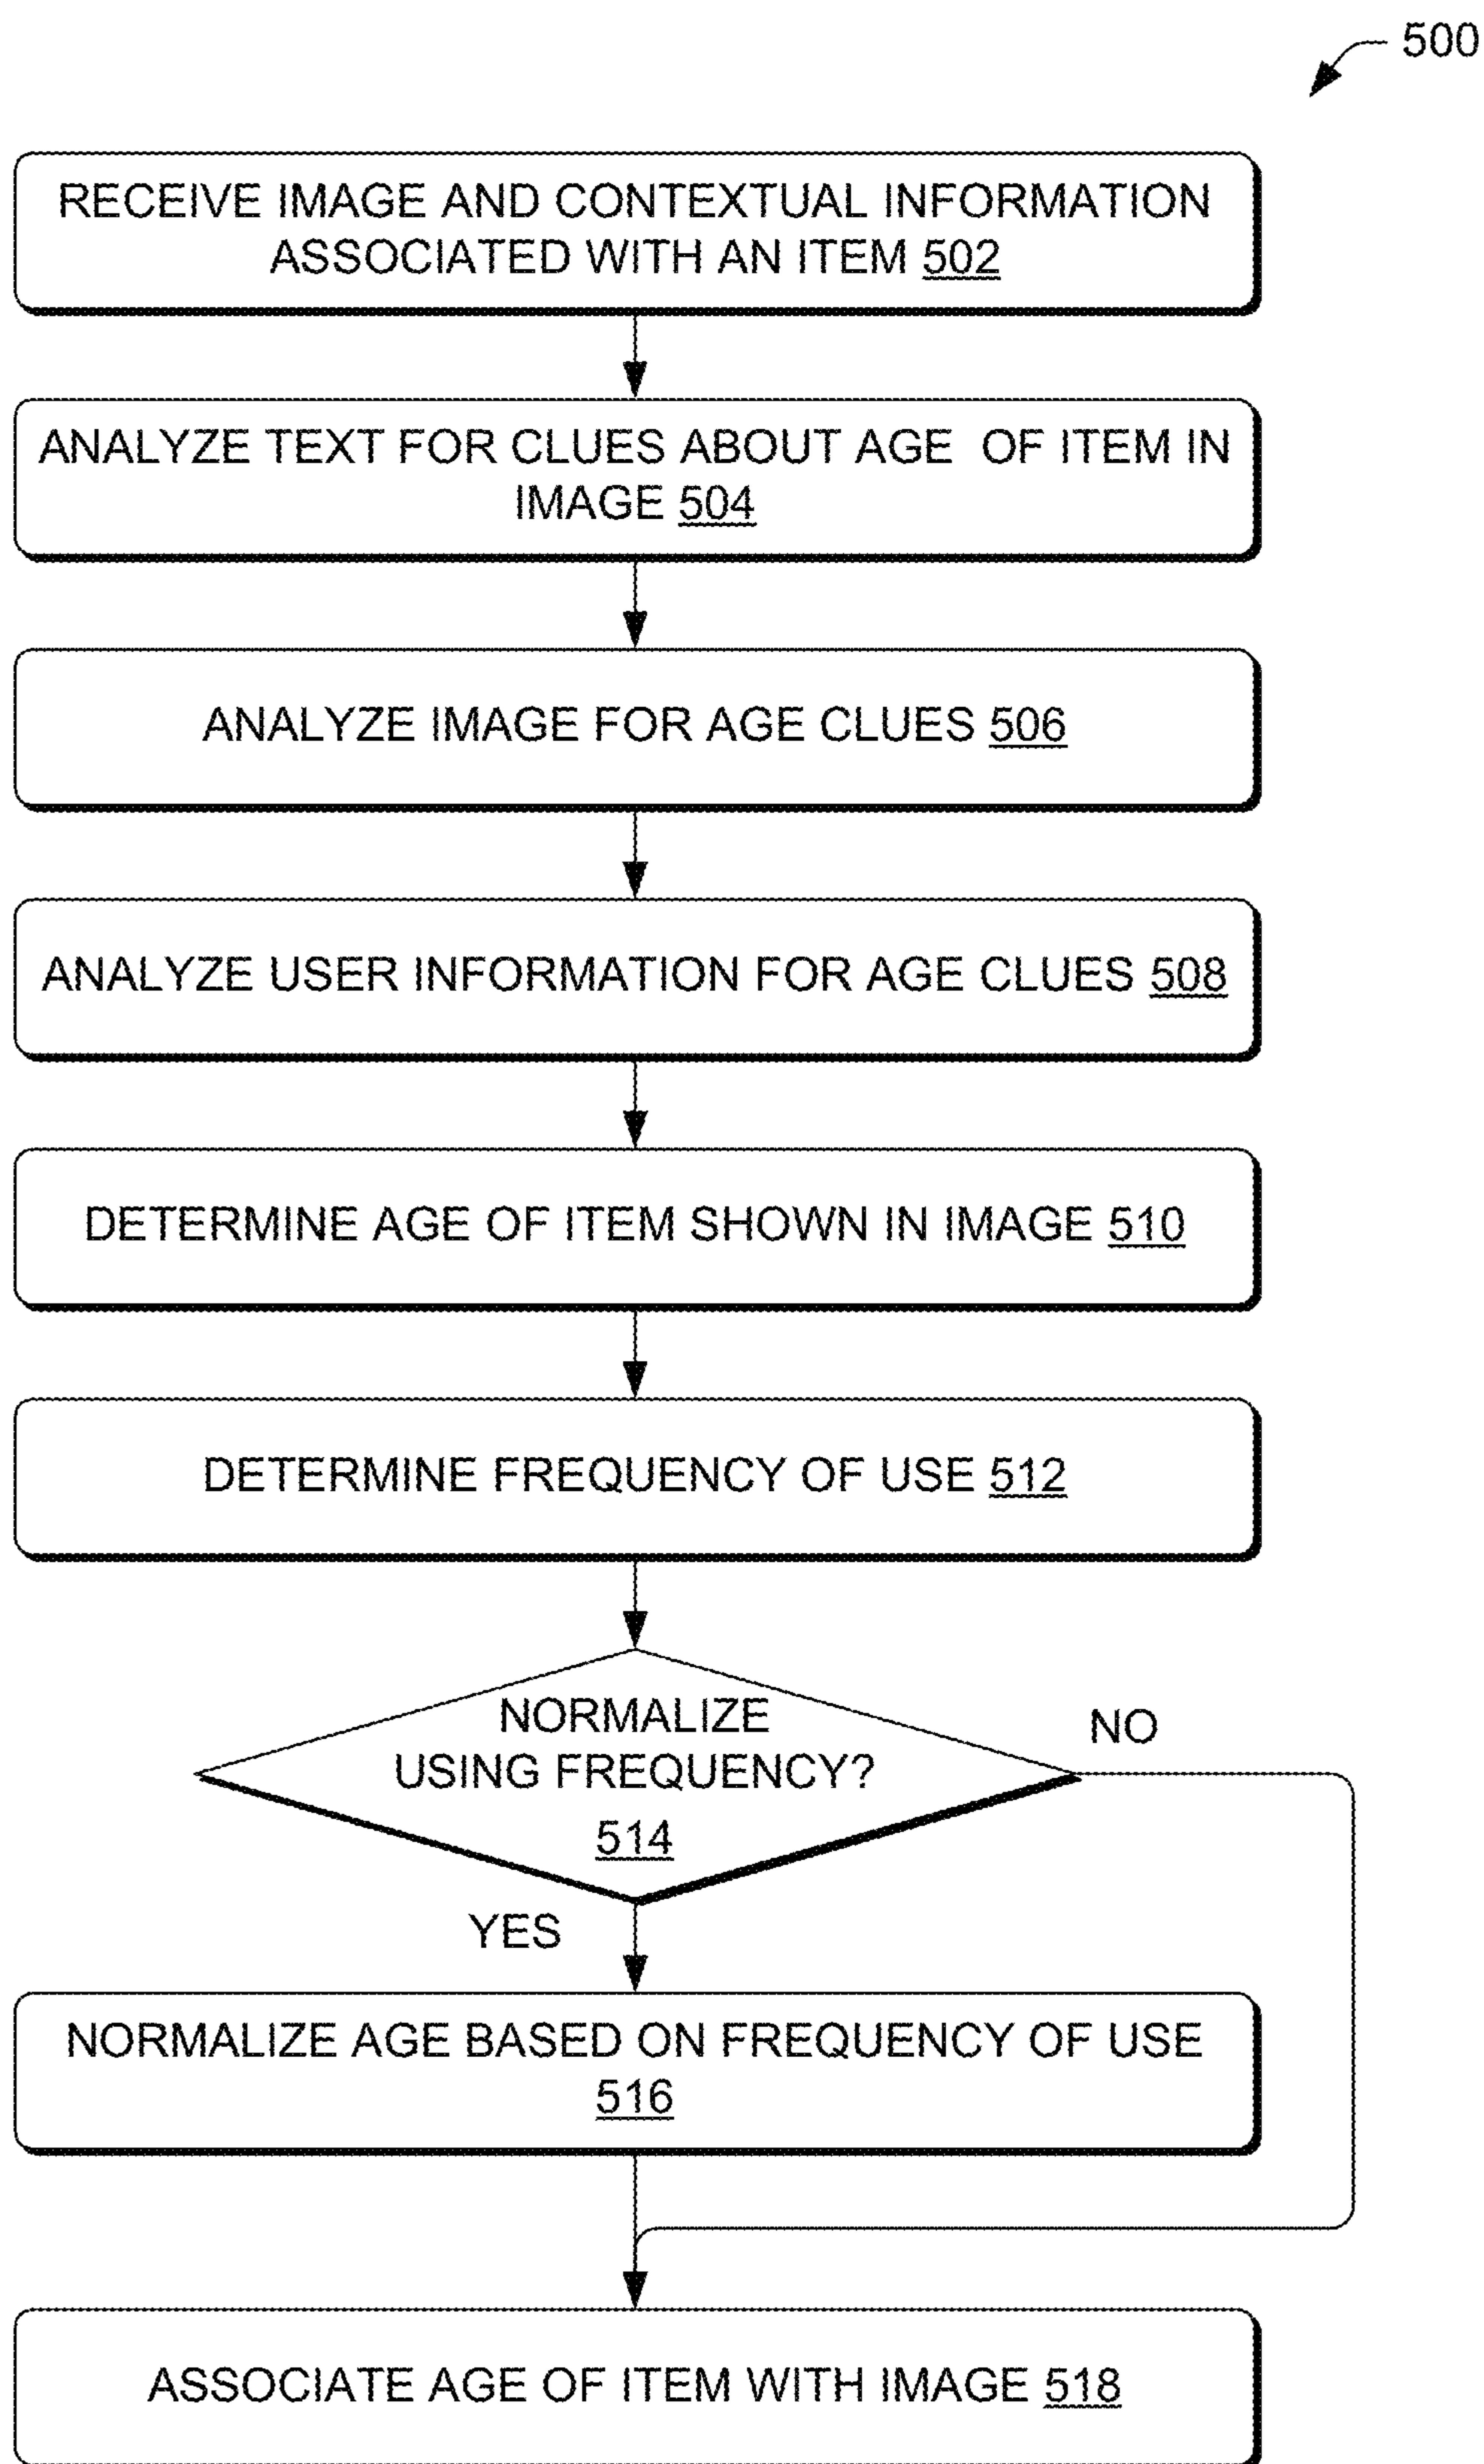 500
RECEIVE IMAGE AND CONTEXTUAL INFORMATION
ASSOCIATED WITH AN ITEM 502
ANALYZE TEXT FOR CLUES ABOUT AGE OF ITEM IN
IMAGE 504
ANALYZE IMAGE FOR AGE CLUES 506
ANALYZE USER INFORMATION FOR AGE CLUES 508
DETERMINE AGE OF ITEM SHOWN IN IMAGE 510
DETERMINE FREQUENCY OF USE 512
NORMALIZE
USING FREQUENCY?
514
NO
YES
NORMALIZE AGE BASED ON FREQUENCY OF USE
516
ASSOCIATE AGE OF ITEM WITH IMAGE 518